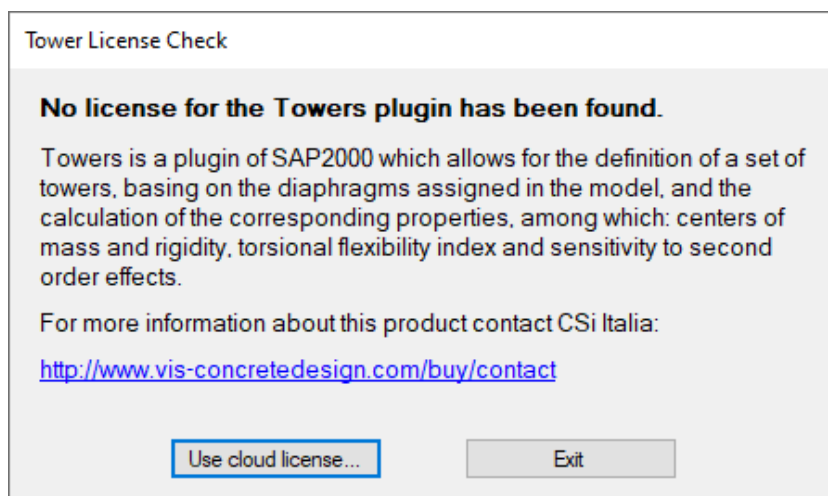 Tower License Check
No license for the Towers plugin has been found.
Towers is a plugin of SAP2000 which allows for the definition of a set of
towers, basing on the diaphragms assigned in the model, and the
calculation of the corresponding properties, among which: centers of
mass and rigidity, torsional flexibility index and sensitivity to second
order effects.
For more information about this product contact CSi Italia:
http://www.vis-concretedesign.com/buy/contact
Use cloud license... Exit